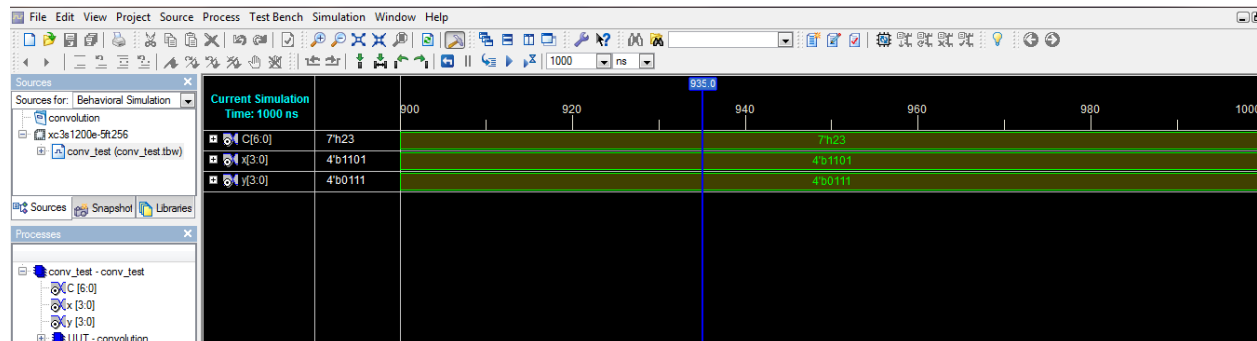 File Edit View Project Source Process Test Bench Simulation Window Help
1000 ns
Sources
Sources for: Behavioral Simulation
convolution
xc3s1200e-5ft256
conv_test (conv_test.tbw)
Sources Snapshot Libraries
Processes
conv_test - conv_test
C [6:0]
x [3:0]
y [3:0]
UUT - convolution
935.0
Current Simulation
Time: 1000 ns
900 920 940 960 980 1000
C[6:0] 7'h23 7'h23
x[3:0] 4'b1101 4'b1101
y[3:0] 4'b0111 4'b0111